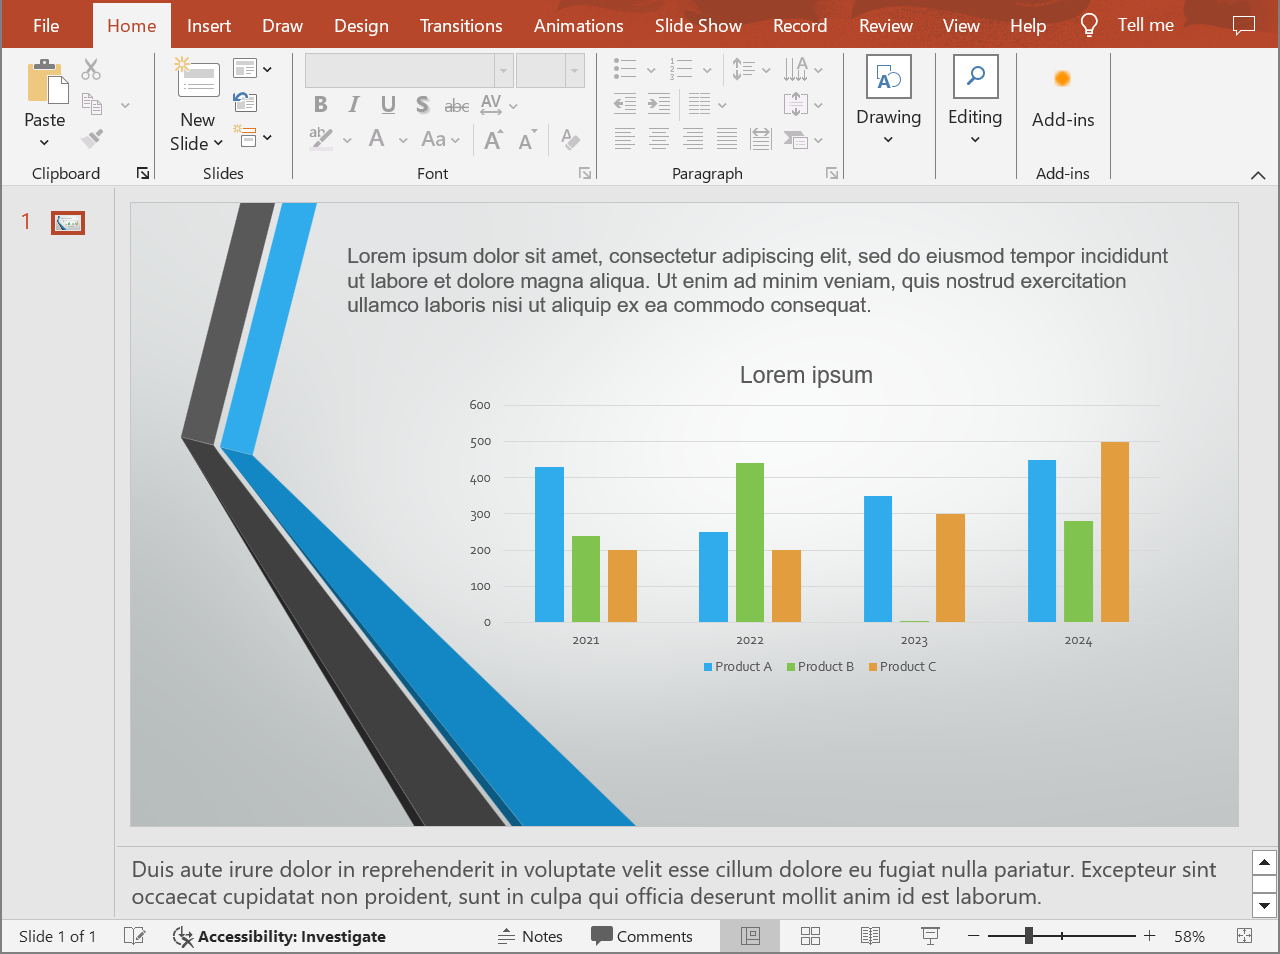 File Home Insert Draw Design Transitions Animations Slide Show Record Review View Help Tell me
Paste
New
Slide
B I U S abc AV
ab A Aa A A A
Drawing
Editing
Add-ins
Clipboard Slides Font Paragraph Add-ins
1
Lorem ipsum dolor sit amet, consectetur adipiscing elit, sed do eiusmod tempor incididunt
ut labore et dolore magna aliqua. Ut enim ad minim veniam, quis nostrud exercitation
ullamco laboris nisi ut aliquip ex ea commodo consequat.
Lorem ipsum
600
500
400
300
200
100
0
2021 2022 2023 2024
Product A Product B Product C
Duis aute irure dolor in reprehenderit in voluptate velit esse cillum dolore eu fugiat nulla pariatur. Excepteur sint
occaecat cupidatat non proident, sunt in culpa qui officia deserunt mollit anim id est laborum.
Slide 1 of 1 Accessibility: Investigate Notes Comments 58%